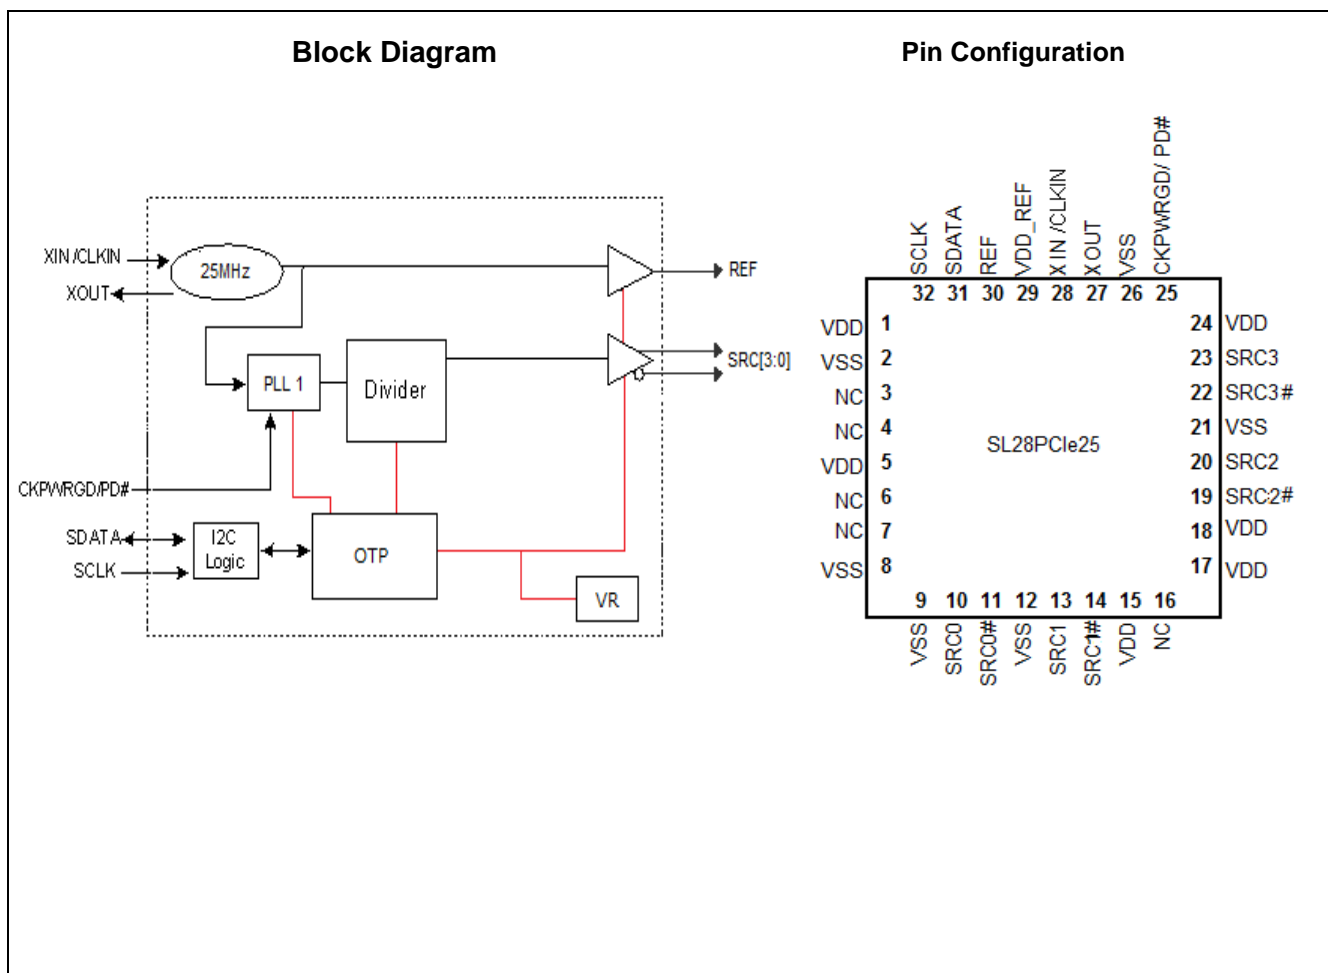 Block Diagram
Pin Configuration
XIN/CLKIN
XOUT
25MHz
REF
SRC[3:0]
PLL 1
Divider
CKPWRGD/PD#
SDATA
SCLK
I2C
Logic
OTP
VR
SCLK
SDATA
REF
VDD_REF
XIN/CLKIN
XOUT
VSS
CKPWRGD/ PD#
32 31 30 29 28 27 26 25
VDD 1
VSS 2
NC 3
NC 4
VDD 5
NC 6
NC 7
VSS 8
SL28PCIe25
24 VDD
23 SRC3
22 SRC3#
21 VSS
20 SRC2
19 SRC2#
18 VDD
17 VDD
9 10 11 12 13 14 15 16
VSS
SRC0
SRC0#
VSS
SRC1
SRC1#
VDD
NC